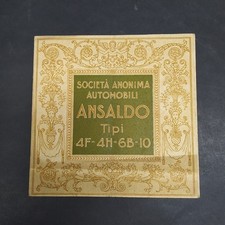 SOCIETÀ ANONIMA
AUTOMOBILI
ANSALDO
Tipi
4F-4H-6B-10